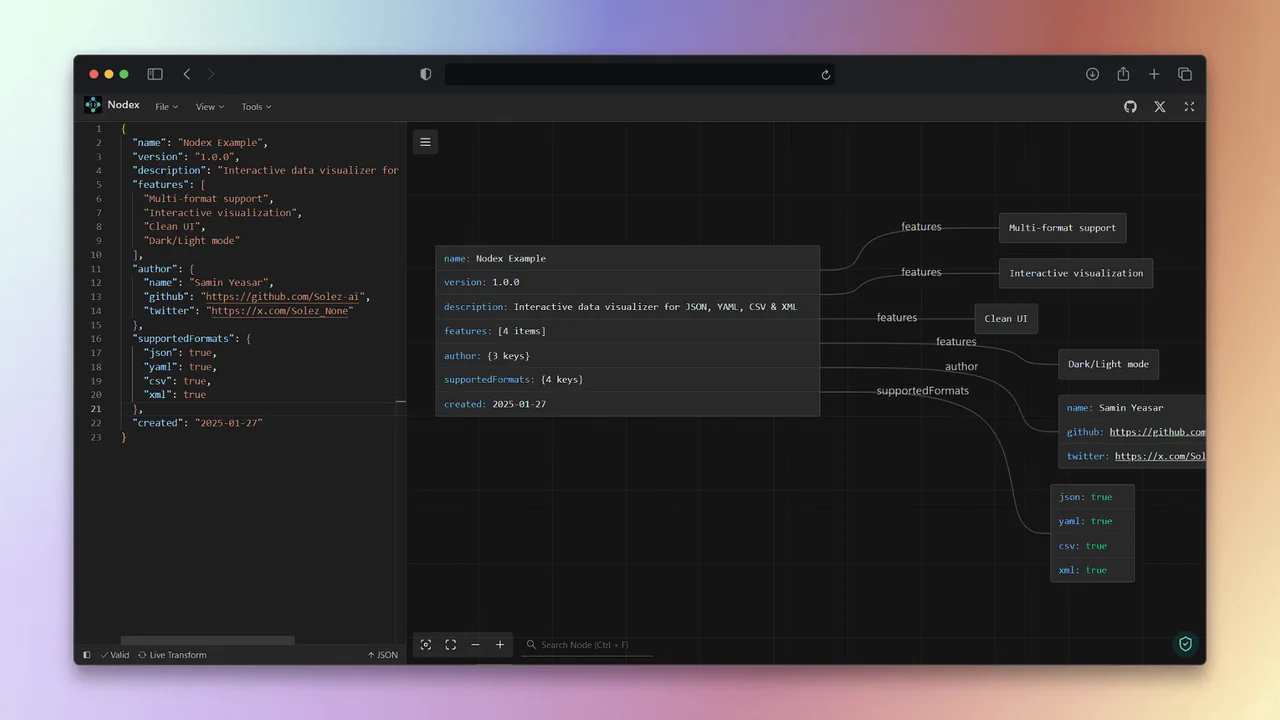 Nodex File View Tools
1 {
2 "name": "Nodex Example",
3 "version": "1.0.0",
4 "description": "Interactive data visualizer for
5 "features": [
6 "Multi-format support",
7 "Interactive visualization",
8 "Clean UI",
9 "Dark/Light mode"
10 ],
11 "author": {
12 "name": "Samin Yeasar",
13 "github": "https://github.com/Solez-ai",
14 "twitter": "https://x.com/Solez_None"
15 },
16 "supportedFormats": {
17 "json": true,
18 "yaml": true,
19 "csv": true,
20 "xml": true
21 },
22 "created": "2025-01-27"
23 }
Valid Live Transform JSON
name: Nodex Example
version: 1.0.0
description: Interactive data visualizer for JSON, YAML, CSV & XML
features: [4 items]
author: {3 keys}
supportedFormats: {4 keys}
created: 2025-01-27
features
features
features
features
author
supportedFormats
Multi-format support
Interactive visualization
Clean UI
Dark/Light mode
name: Samin Yeasar
github: https://github.com
twitter: https://x.com/Sol
json: true
yaml: true
csv: true
xml: true
Search Node (Ctrl + F)